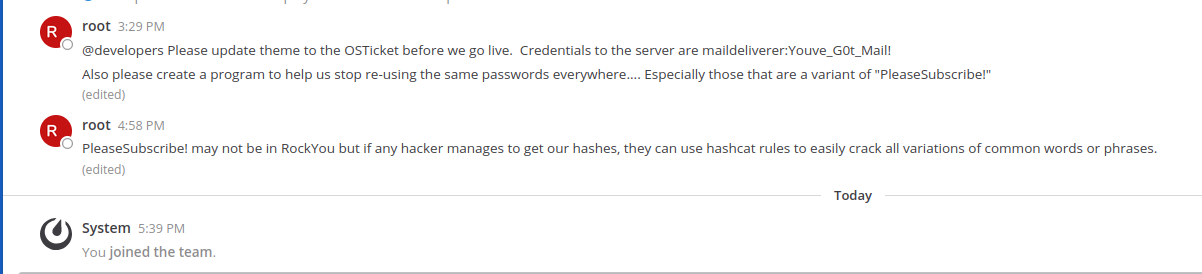 R
root 3:29 PM
@developers Please update theme to the OSTicket before we go live. Credentials to the server are maildeliverer:Youve_G0t_Mail!
Also please create a program to help us stop re-using the same passwords everywhere.... Especially those that are a variant of "PleaseSubscribe!"
(edited)
R
root 4:58 PM
PleaseSubscribe! may not be in RockYou but if any hacker manages to get our hashes, they can use hashcat rules to easily crack all variations of common words or phrases.
(edited)
Today
System 5:39 PM
You joined the team.